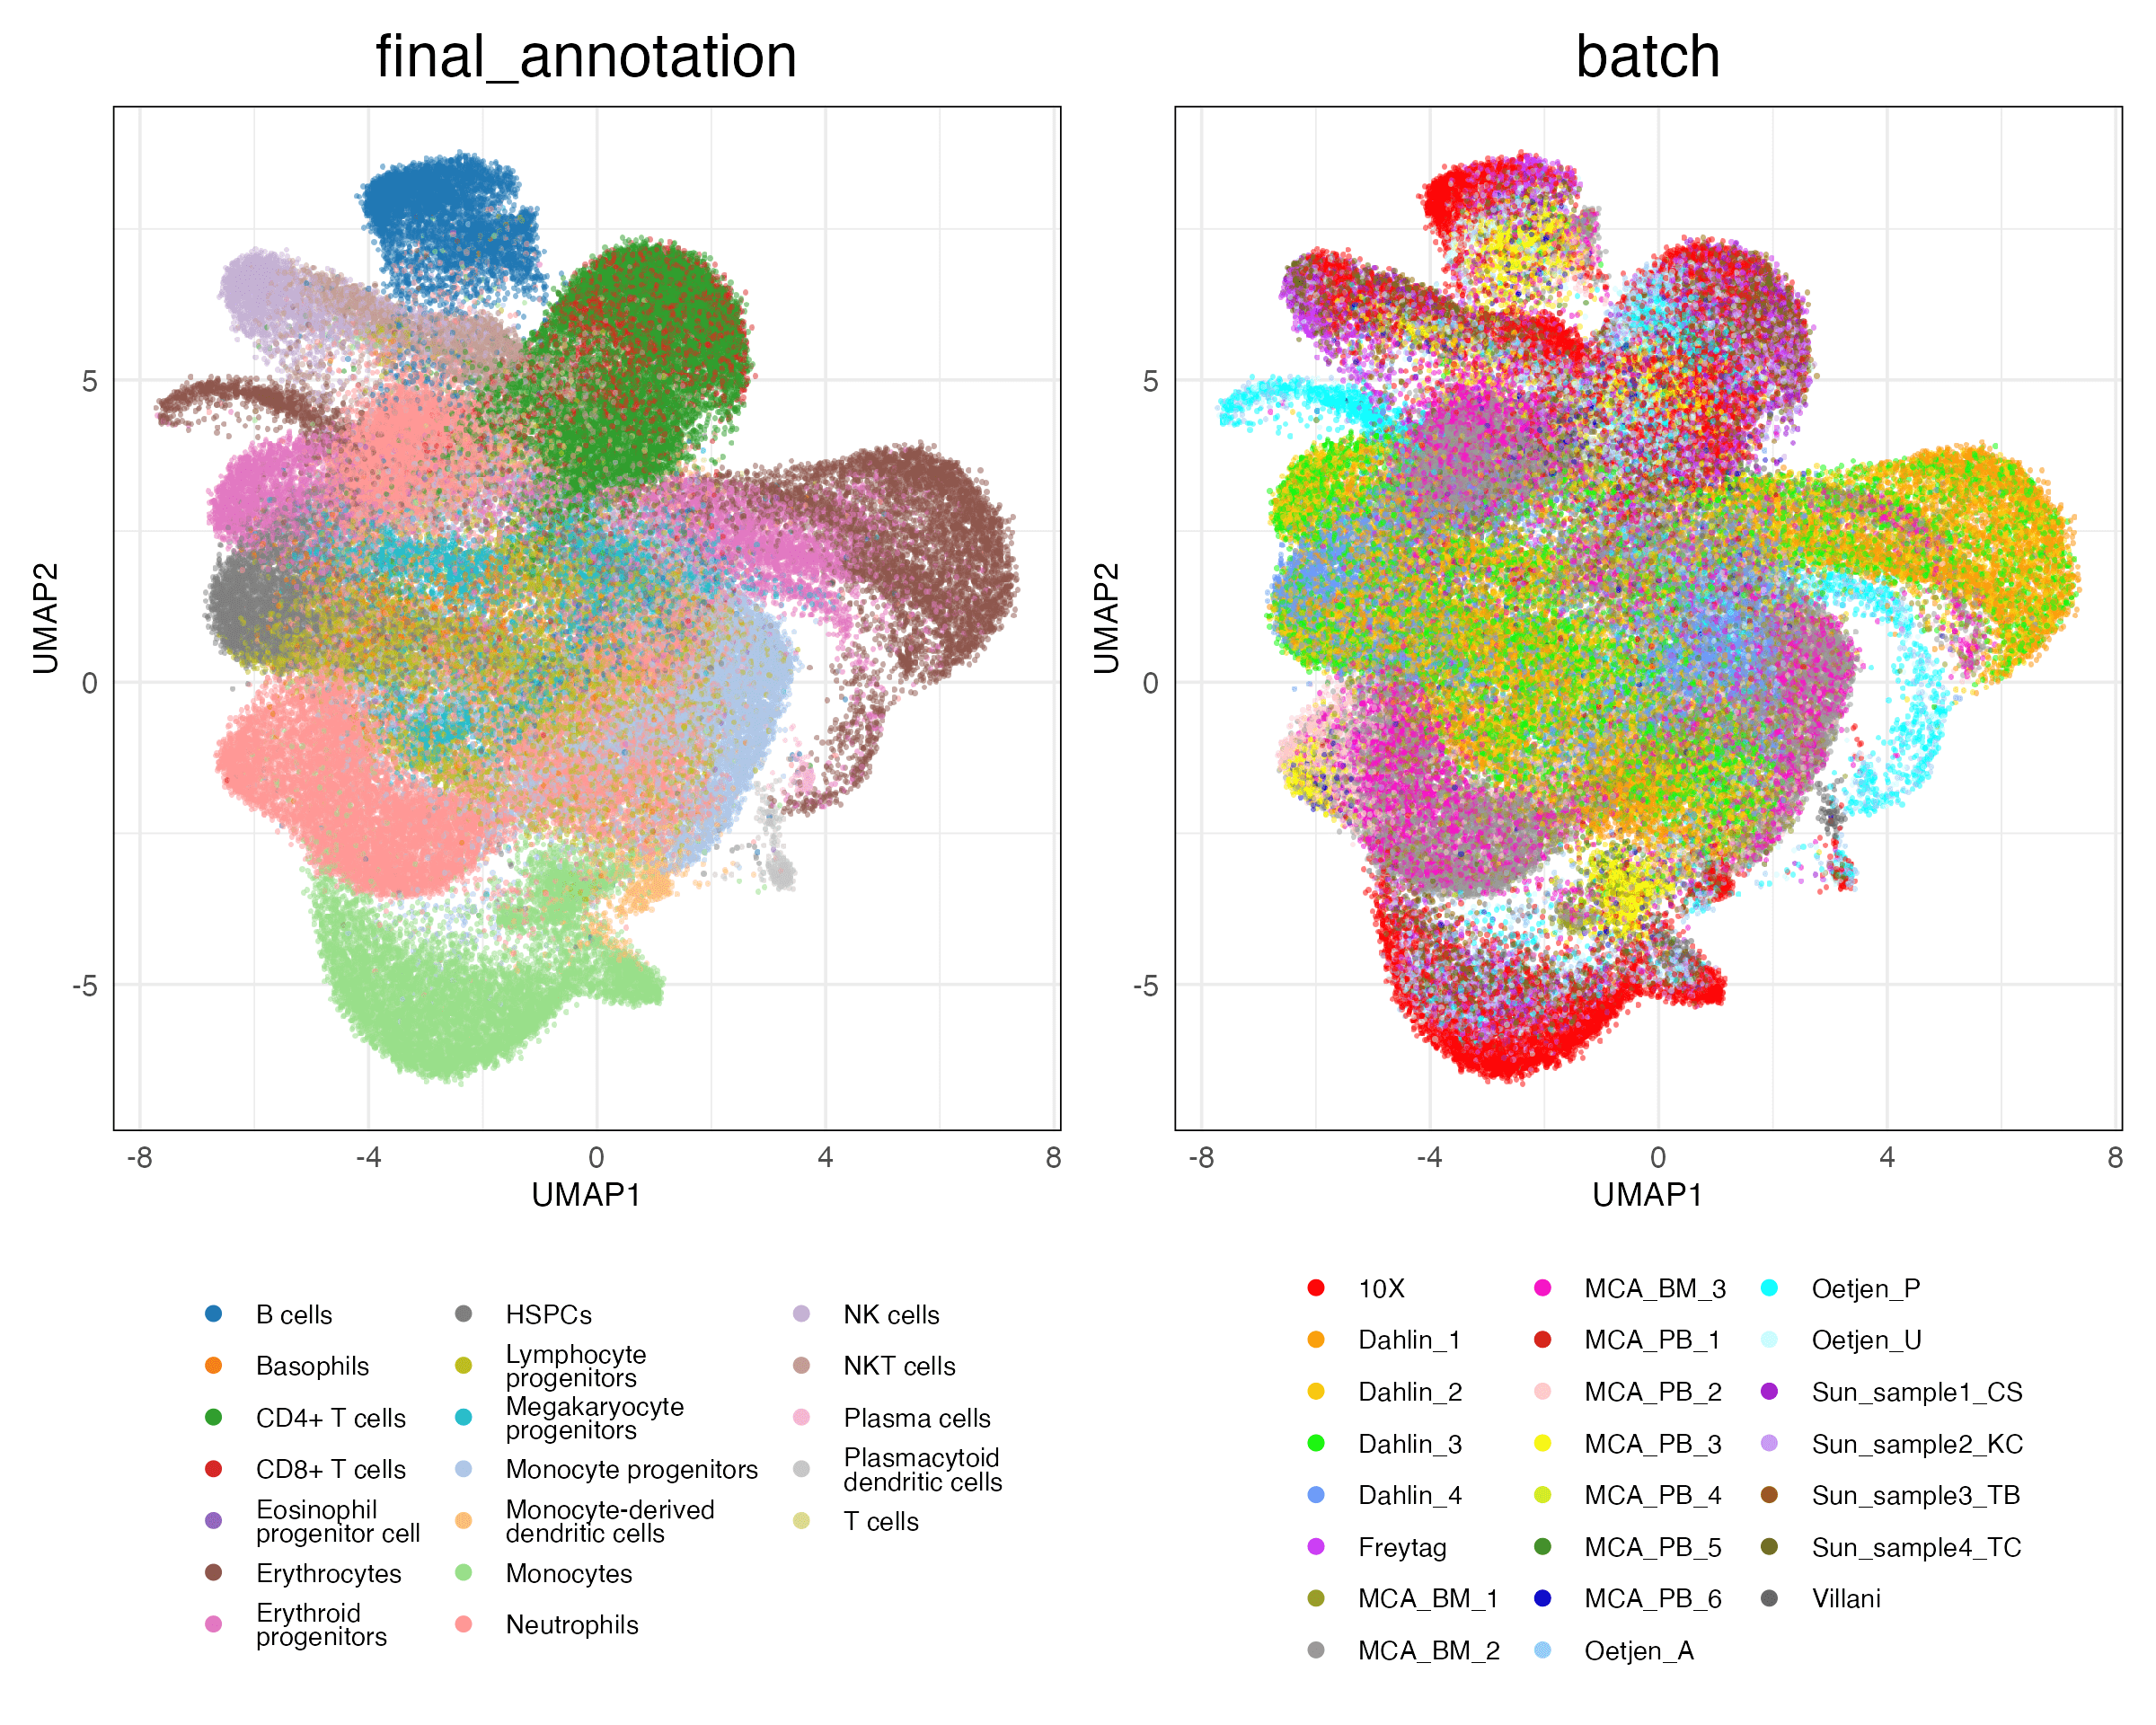 final_annotation
batch
5
0
-5
UMAP2
-8
-4
0
4
8
UMAP1
5
0
-5
UMAP2
-8
-4
0
4
8
UMAP1
B cells
Basophils
CD4+ T cells
CD8+ T cells
Eosinophil
progenitor cell
Erythrocytes
Erythroid
progenitors
HSPCs
Lymphocyte
progenitors
Megakaryocyte
progenitors
Monocyte progenitors
Monocyte-derived
dendritic cells
Monocytes
Neutrophils
NK cells
NKT cells
Plasma cells
Plasmacytoid
dendritic cells
T cells
10X
Dahlin_1
Dahlin_2
Dahlin_3
Dahlin_4
Freytag
MCA_BM_1
MCA_BM_2
MCA_BM_3
MCA_PB_1
MCA_PB_2
MCA_PB_3
MCA_PB_4
MCA_PB_5
MCA_PB_6
Oetjen_A
Oetjen_P
Oetjen_U
Sun_sample1_CS
Sun_sample2_KC
Sun_sample3_TB
Sun_sample4_TC
Villani